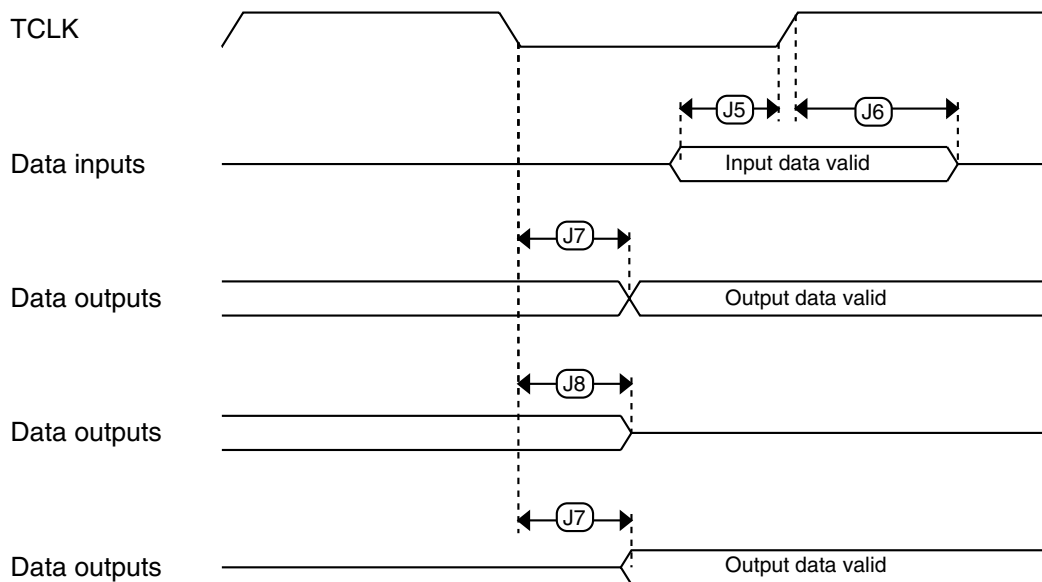 TCLK
J5
J6
Data inputs
Input data valid
J7
Data outputs
Output data valid
J8
Data outputs
J7
Data outputs
Output data valid